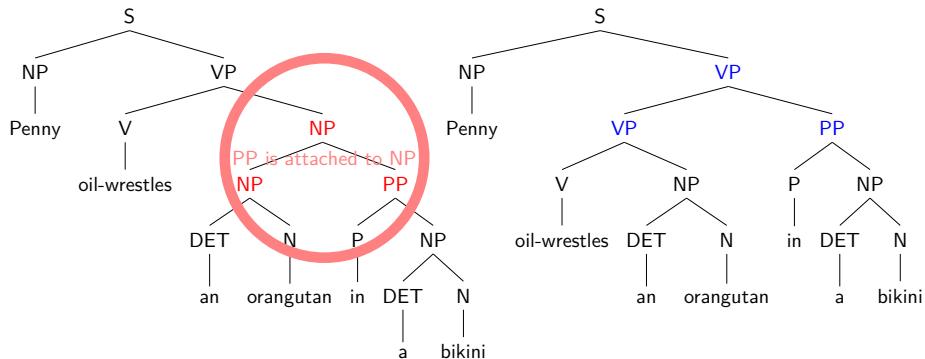 S S
NP VP NP VP
Penny V NP Penny VP PP
PP is attached to NP
oil-wrestles NP PP V NP P NP
DET N P NP oil-wrestles DET N in DET N
an orangutan in DET N an orangutan a bikini
a bikini